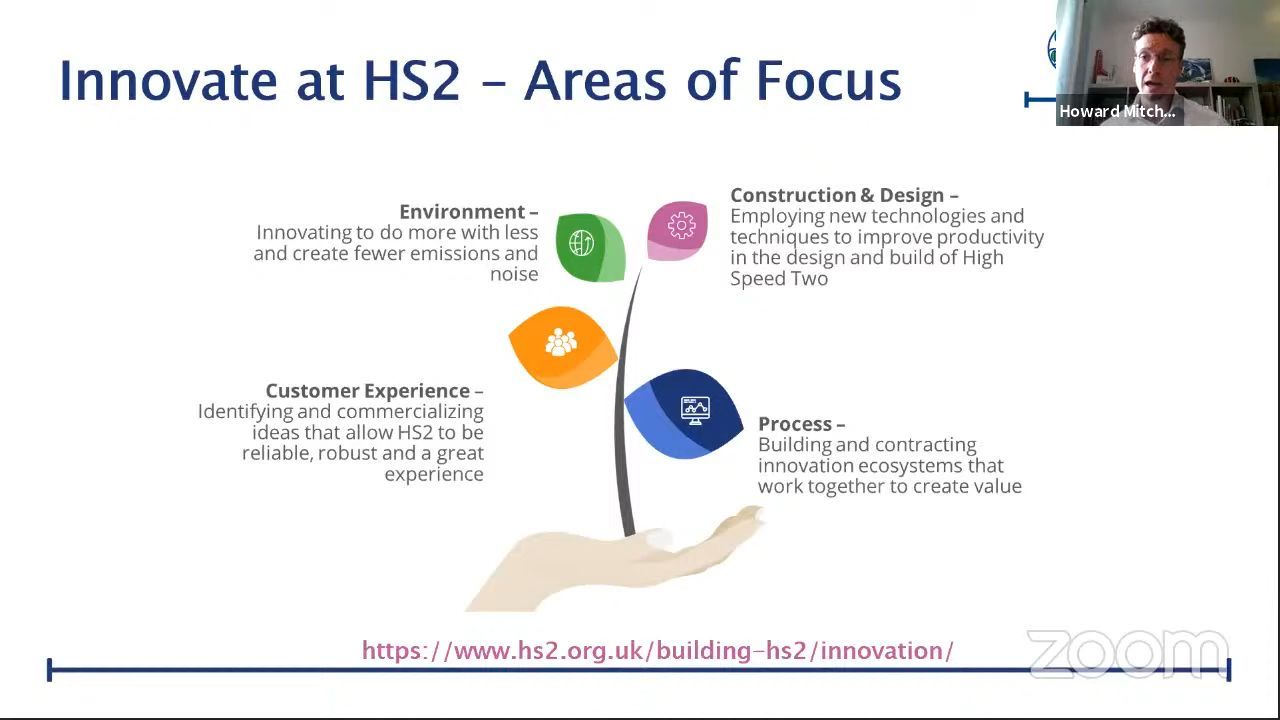 Innovate at HS2 – Areas of Focus
Howard Mitch...
Environment –
Innovating to do more with less
and create fewer emissions and
noise
Construction & Design –
Employing new technologies and
techniques to improve productivity
in the design and build of High
Speed Two
Customer Experience –
Identifying and commercializing
ideas that allow HS2 to be
reliable, robust and a great
experience
Process –
Building and contracting
innovation ecosystems that
work together to create value
https://www.hs2.org.uk/building-hs2/innovation/
zoom